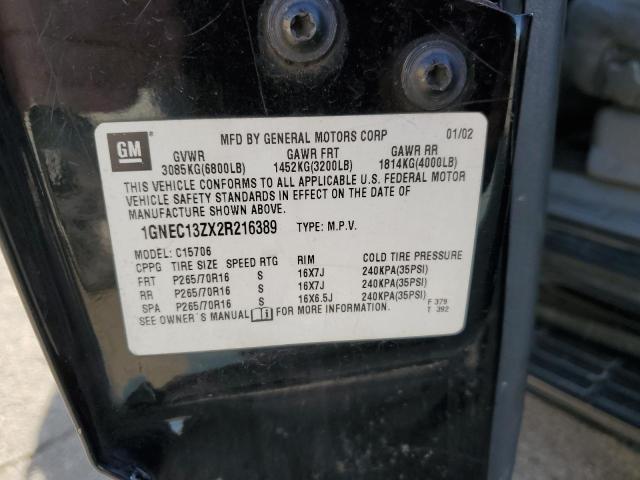 GM
MFD BY GENERAL MOTORS CORP 01/02
GVWR GAWR FRT GAWR RR
3085KG(6800LB) 1452KG(3200LB) 1814KG(4000LB)
THIS VEHICLE CONFORMS TO ALL APPLICABLE U.S. FEDERAL MOTOR
VEHICLE SAFETY STANDARDS IN EFFECT ON THE DATE OF
MANUFACTURE SHOWN ABOVE.
1GNEC13ZX2R216389 TYPE: M.P.V.
MODEL: C15706
CPPG TIRE SIZE SPEED RTG RIM COLD TIRE PRESSURE
FRT P265/70R16 S 16X7J 240KPA(35PSI)
RR P265/70R16 S 16X7J 240KPA(35PSI)
SPA P265/70R16 S 16X6.5J 240KPA(35PSI)
SEE OWNER'S MANUAL FOR MORE INFORMATION.
F 379
T 392